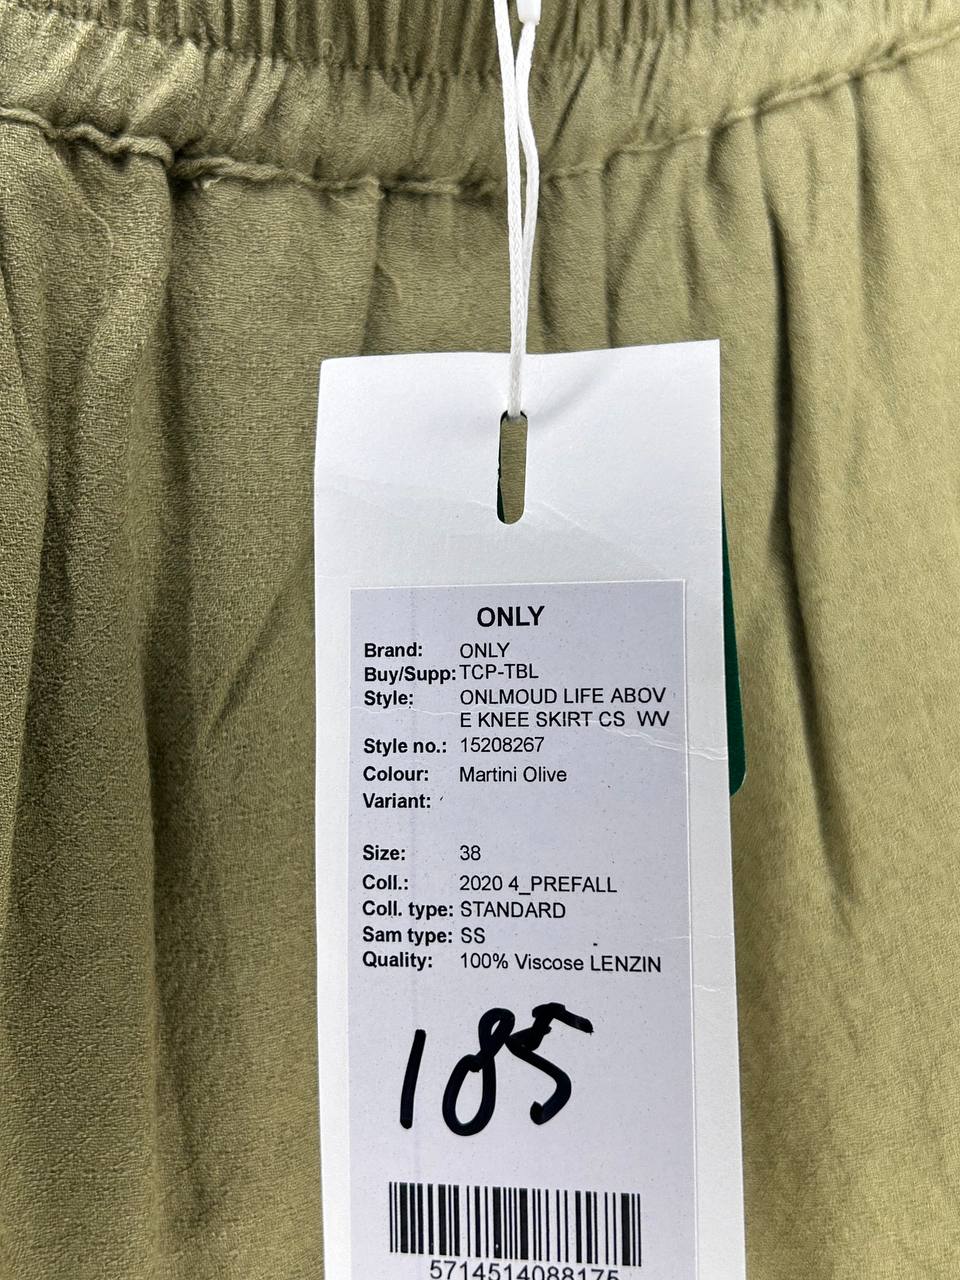 ONLY
Brand: ONLY
Buy/Supp: TCP-TBL
Style: ONLMOUD LIFE ABOV
E KNEE SKIRT CS WV
Style no.: 15208267
Colour: Martini Olive
Variant:
Size: 38
Coll.: 2020 4_PREFALL
Coll. type: STANDARD
Sam type: SS
Quality: 100% Viscose LENZIN
185
5714514088175